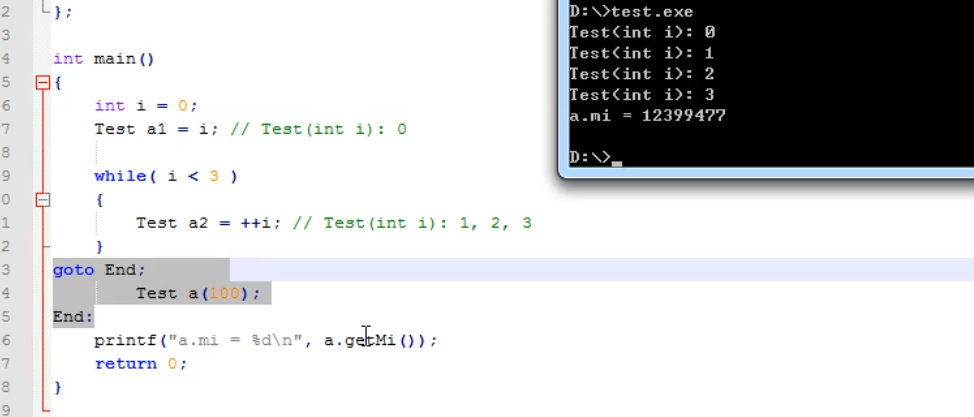 2 };
3
4 int main()
5 {
6 int i = 0;
7 Test a1 = i; // Test(int i): 0
8
9 while( i < 3 )
0 {
1 Test a2 = ++i; // Test(int i): 1, 2, 3
2 }
3 goto End;
4 Test a(100);
5 End:
6 printf("a.mi = %d\n", a.getMi());
7 return 0;
8 }
9
D:\>test.exe
Test(int i): 0
Test(int i): 1
Test(int i): 2
Test(int i): 3
a.mi = 12399477
D:\>_